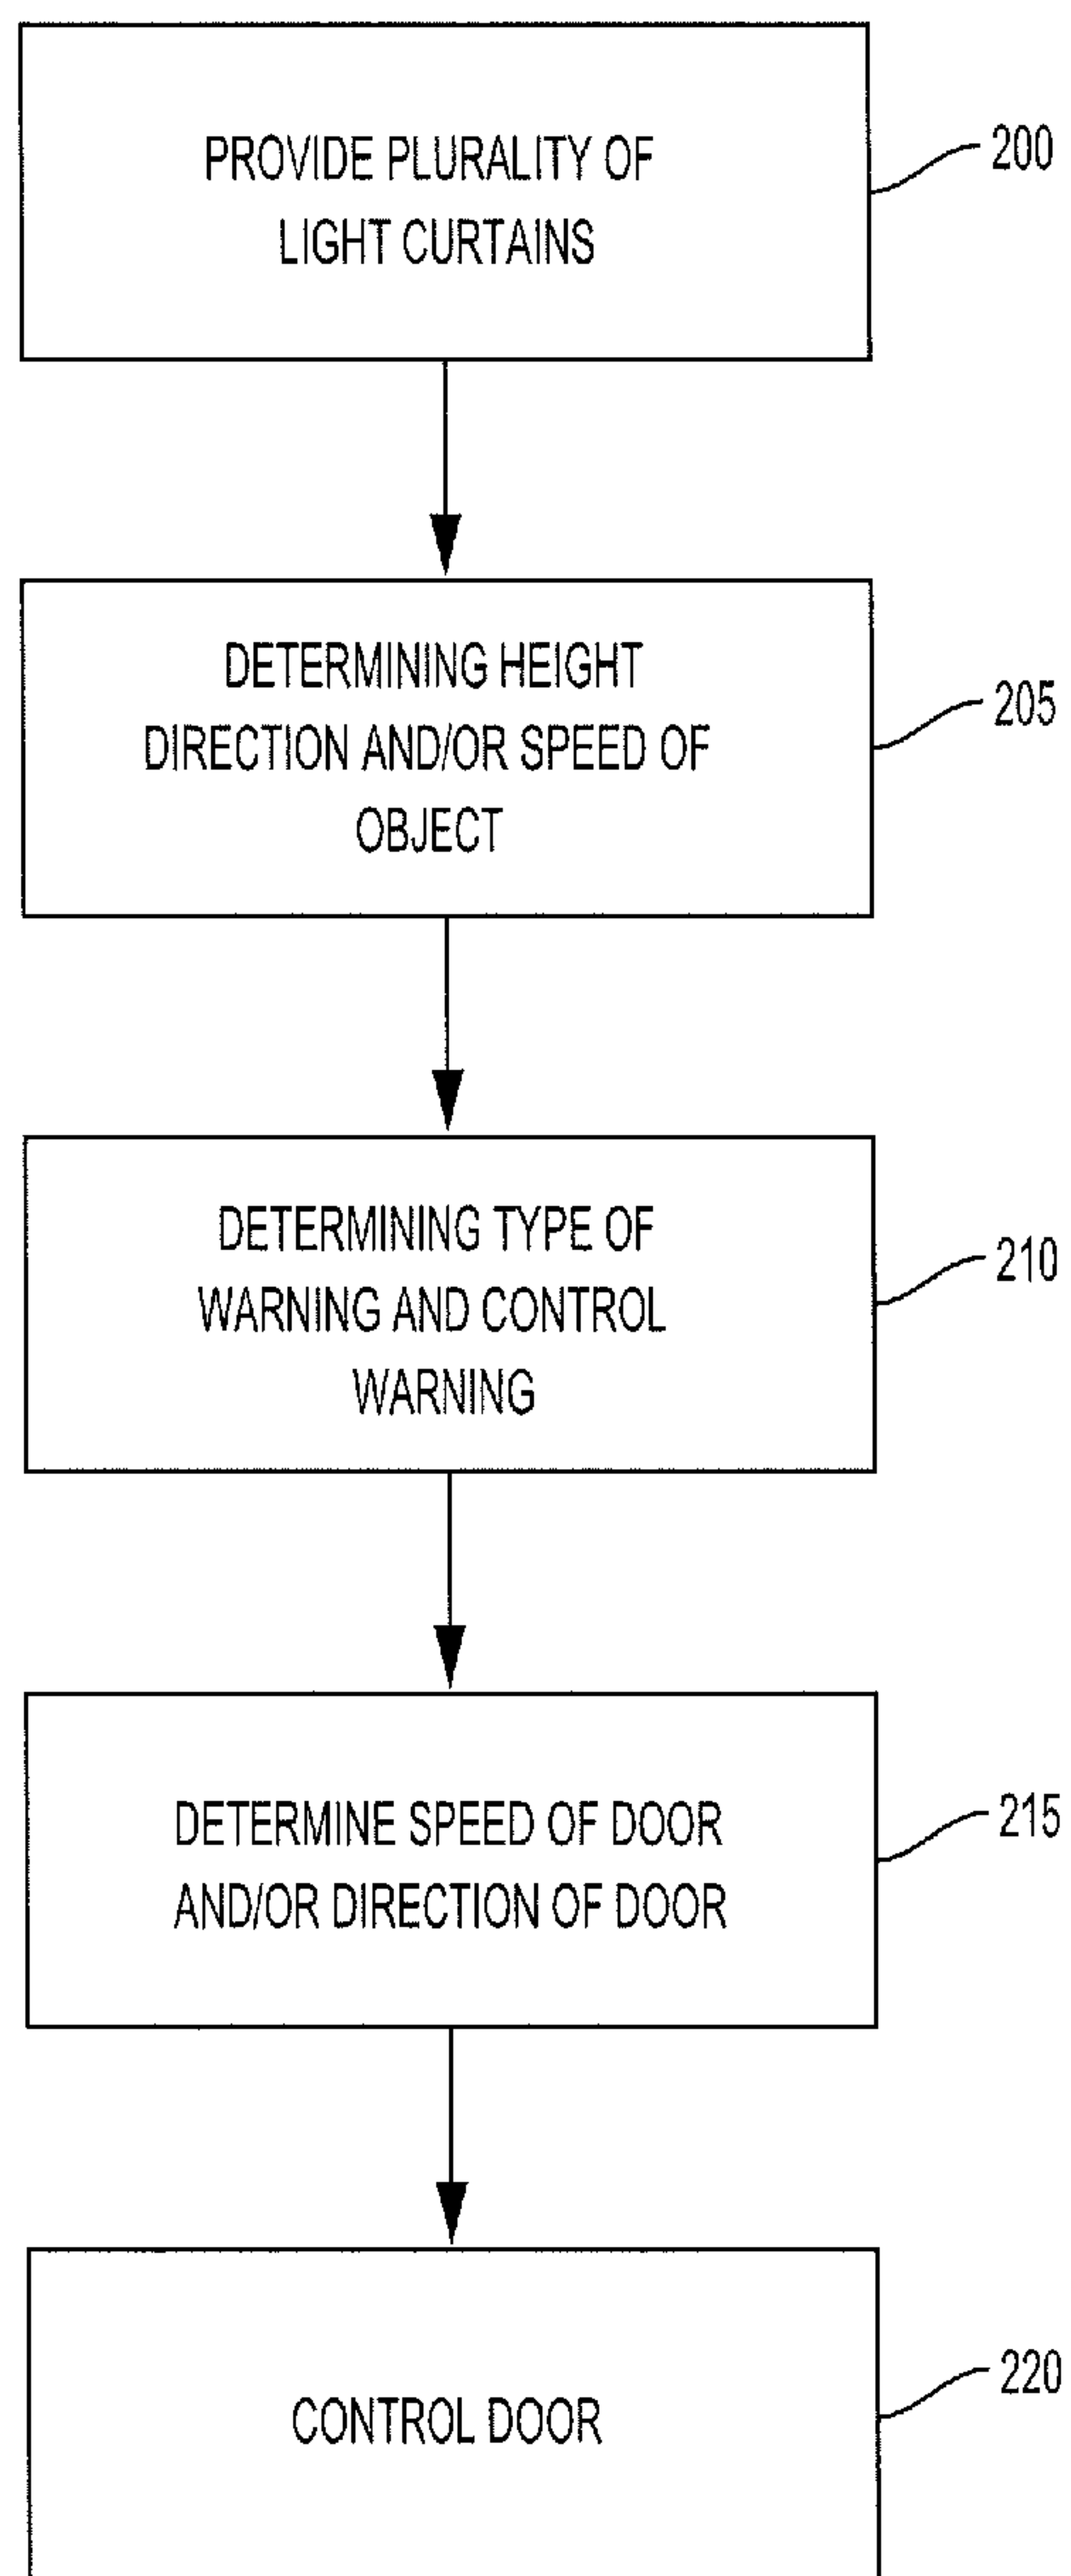 PROVIDE PLURALITY OF
LIGHT CURTAINS
200
DETERMINING HEIGHT
DIRECTION AND/OR SPEED OF
OBJECT
205
DETERMINING TYPE OF
WARNING AND CONTROL
WARNING
210
DETERMINE SPEED OF DOOR
AND/OR DIRECTION OF DOOR
215
CONTROL DOOR
220